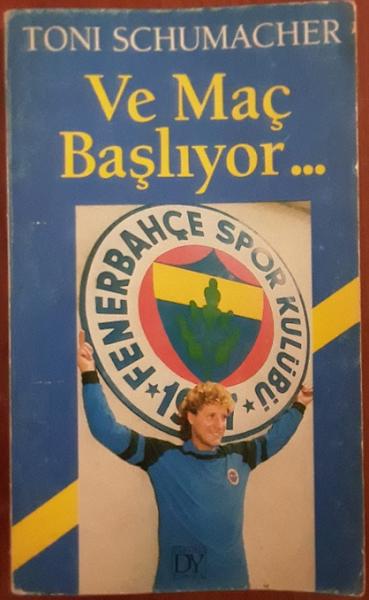 TONI SCHUMACHER
Ve Maç
Başlıyor...
FENERBAHÇE SPOR KULÜBÜ
DY